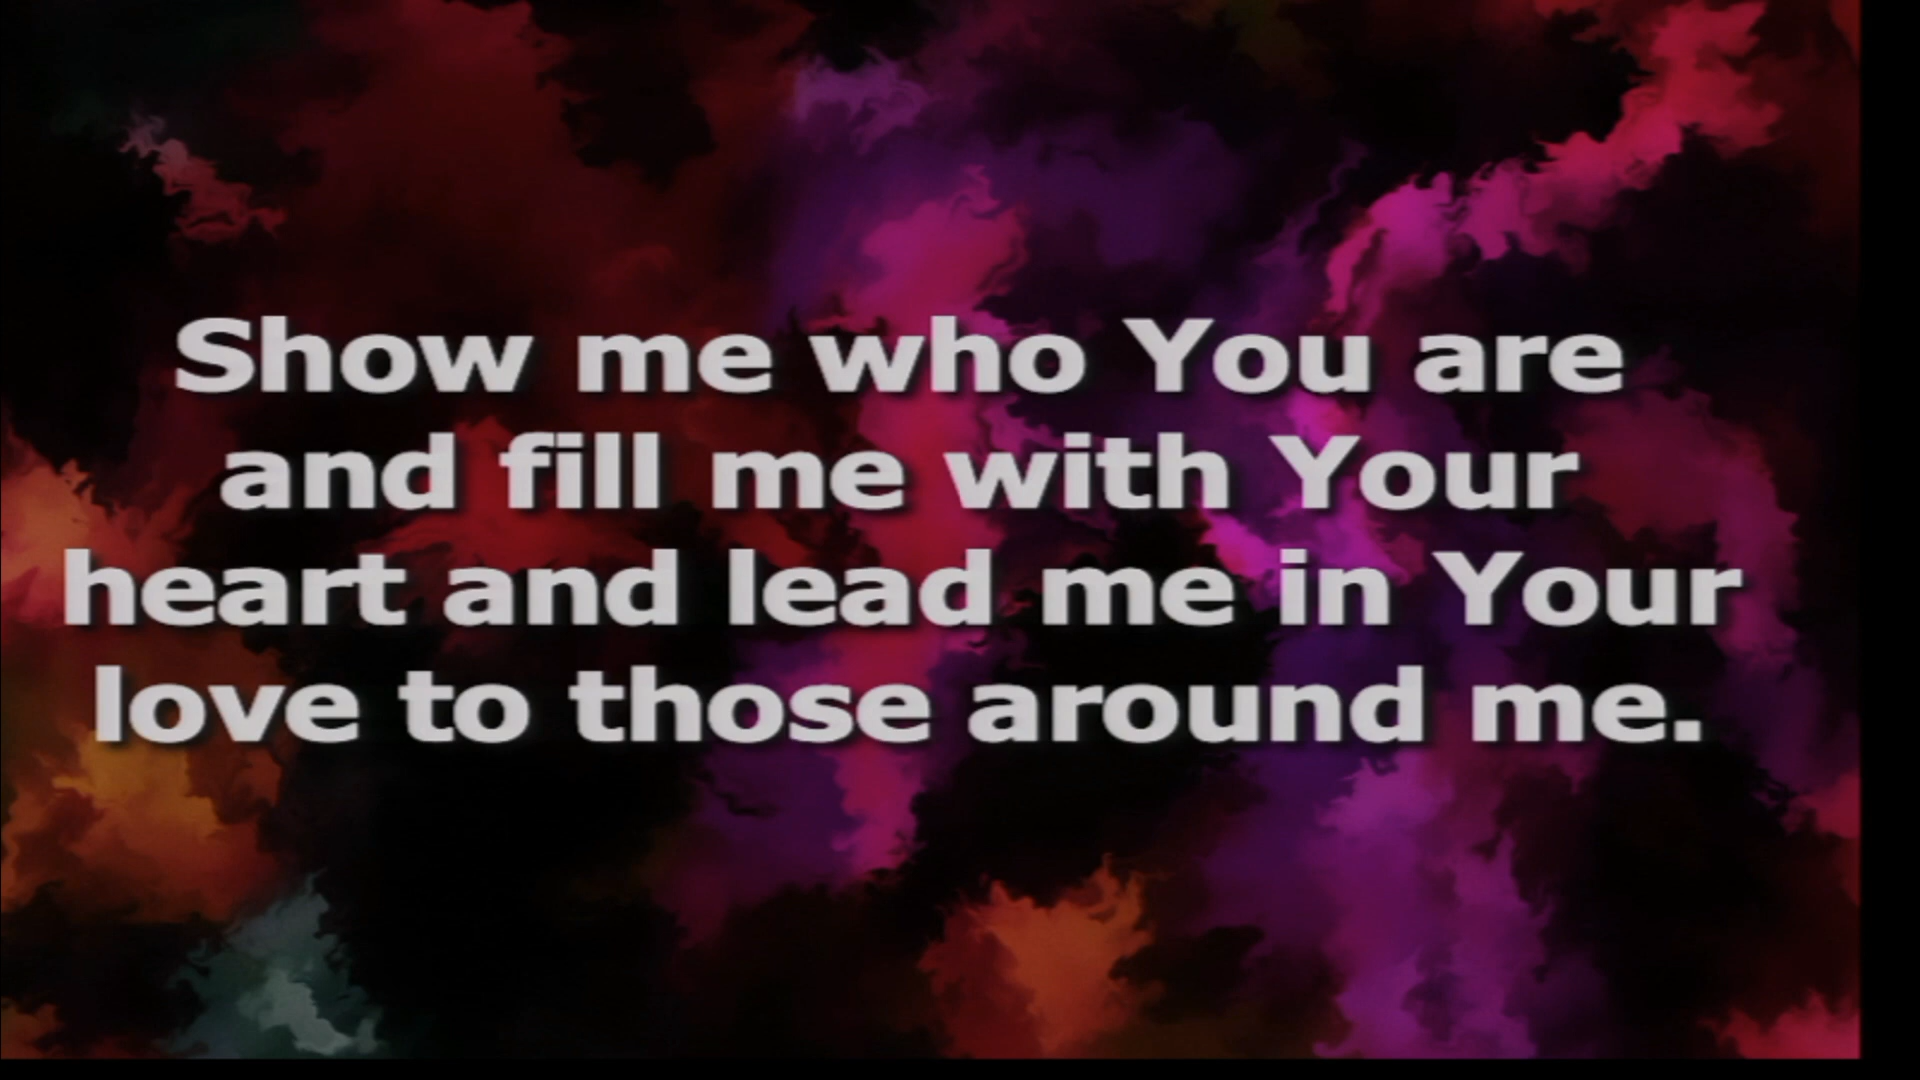 Show me who You are
and fill me with Your
heart and lead me in Your
love to those around me.